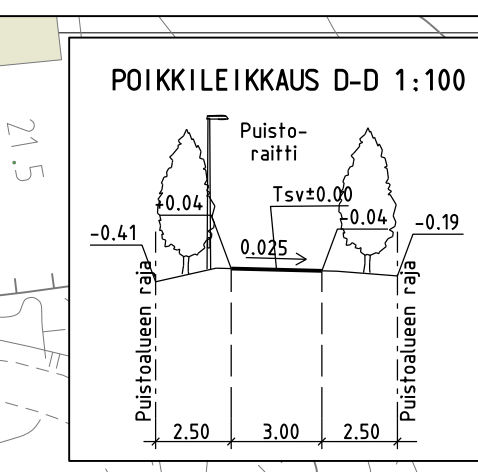 POIKKILEIKKAUS D-D 1:100
Puisto-
raitti
Tsv±0.00
+0.04
-0.04
-0.41
-0.19
0.025
Puistoalueen raja
Puistoalueen raja
2.50
3.00
2.50
21.5